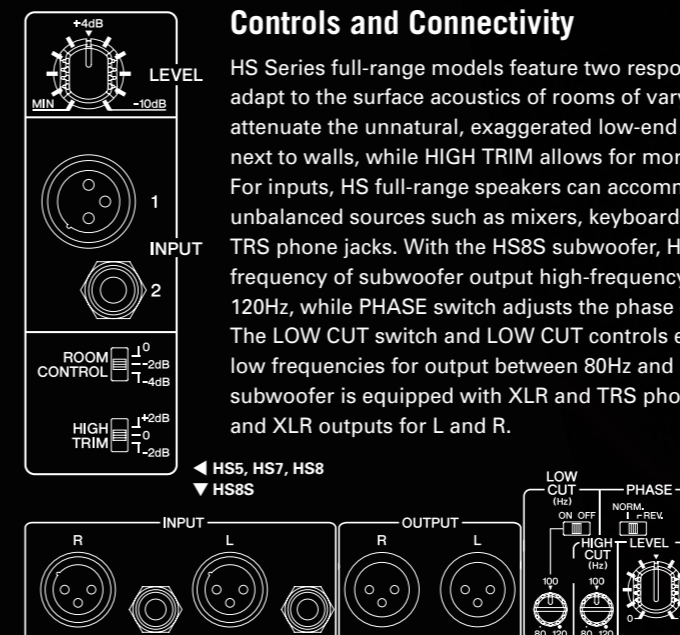 Controls and Connectivity
HS Series full-range models feature two respo
adapt to the surface acoustics of rooms of vary
attenuate the unnatural, exaggerated low-end
next to walls, while HIGH TRIM allows for mor
For inputs, HS full-range speakers can accomm
unbalanced sources such as mixers, keyboard
TRS phone jacks. With the HS8S subwoofer, H
frequency of subwoofer output high-frequency
120Hz, while PHASE switch adjusts the phase
The LOW CUT switch and LOW CUT controls e
low frequencies for output between 80Hz and
subwoofer is equipped with XLR and TRS pho
and XLR outputs for L and R.
+4dB
LEVEL
MIN -10dB
1
INPUT
2
ROOM CONTROL
0
-2dB
-4dB
HIGH TRIM
+2dB
0
-2dB
◀ HS5, HS7, HS8
▼ HS8S
INPUT
R L
OUTPUT
R L
LOW CUT
(Hz)
ON OFF
PHASE
NORM. REV.
HIGH CUT
(Hz)
LEVEL
100 100
0
80 120 80 120